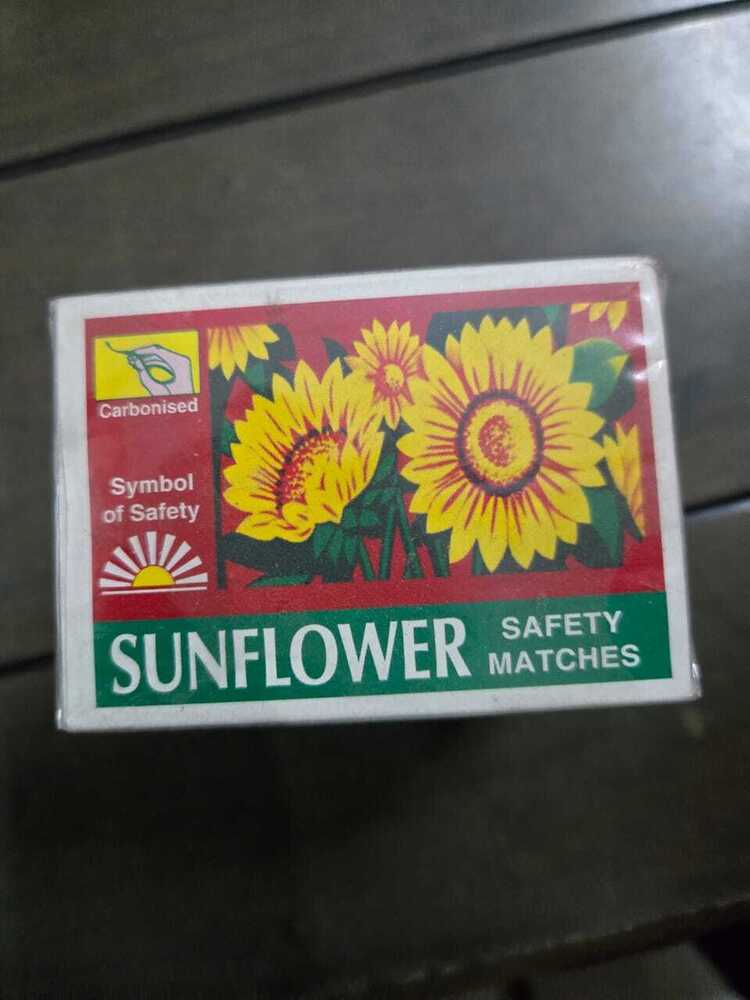 Carbonised
Symbol
of Safety
SUNFLOWER
SAFETY
MATCHES